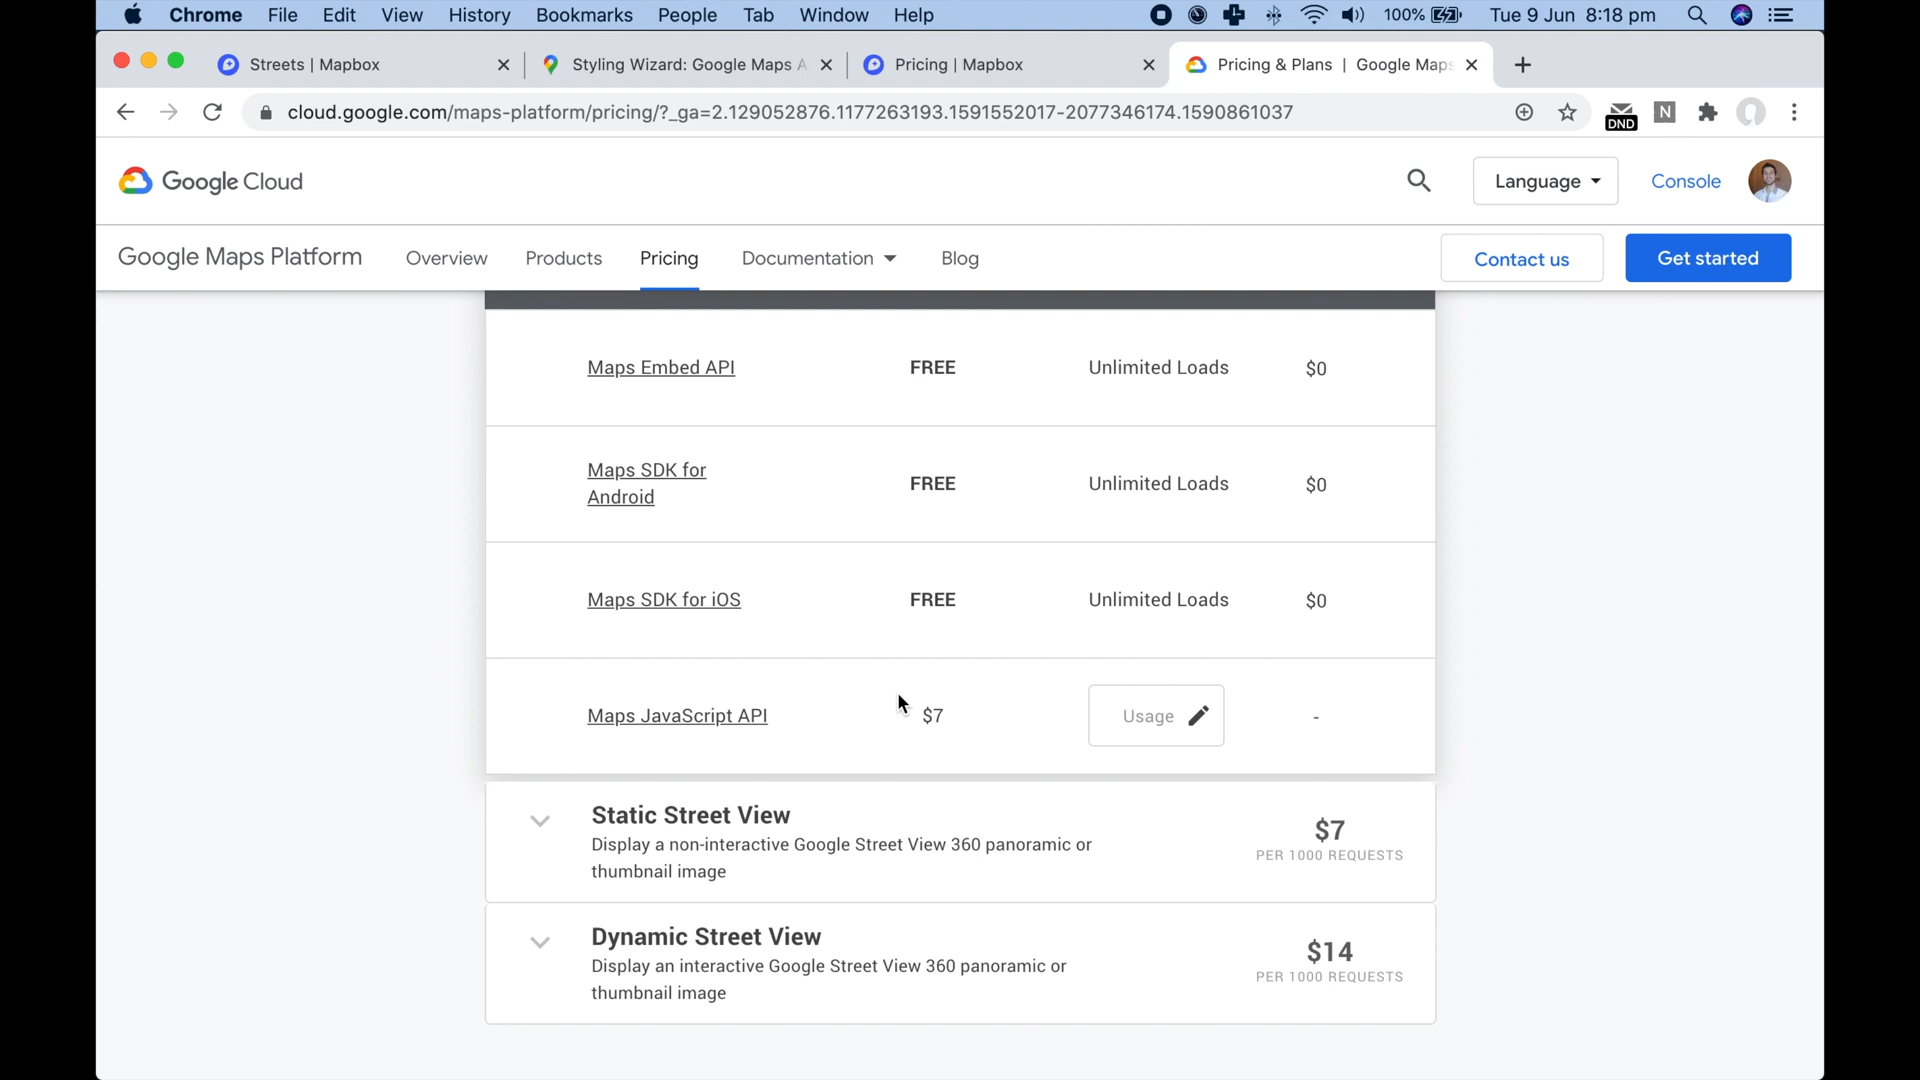 Chrome File Edit View History Bookmarks People Tab Window Help 100% Tue 9 Jun 8:18 pm
Streets | Mapbox
Styling Wizard: Google Maps A
Pricing | Mapbox
Pricing & Plans | Google Maps
cloud.google.com/maps-platform/pricing/?_ga=2.129052876.1177263193.1591552017-2077346174.1590861037
DND
N
Google Cloud
Language
Console
Google Maps Platform
Overview
Products
Pricing
Documentation
Blog
Contact us
Get started
Maps Embed API FREE Unlimited Loads $0
Maps SDK for
Android
FREE Unlimited Loads $0
Maps SDK for iOS FREE Unlimited Loads $0
Maps JavaScript API $7 Usage -
Static Street View
Display a non-interactive Google Street View 360 panoramic or
thumbnail image
$7
PER 1000 REQUESTS
Dynamic Street View
Display an interactive Google Street View 360 panoramic or
thumbnail image
$14
PER 1000 REQUESTS